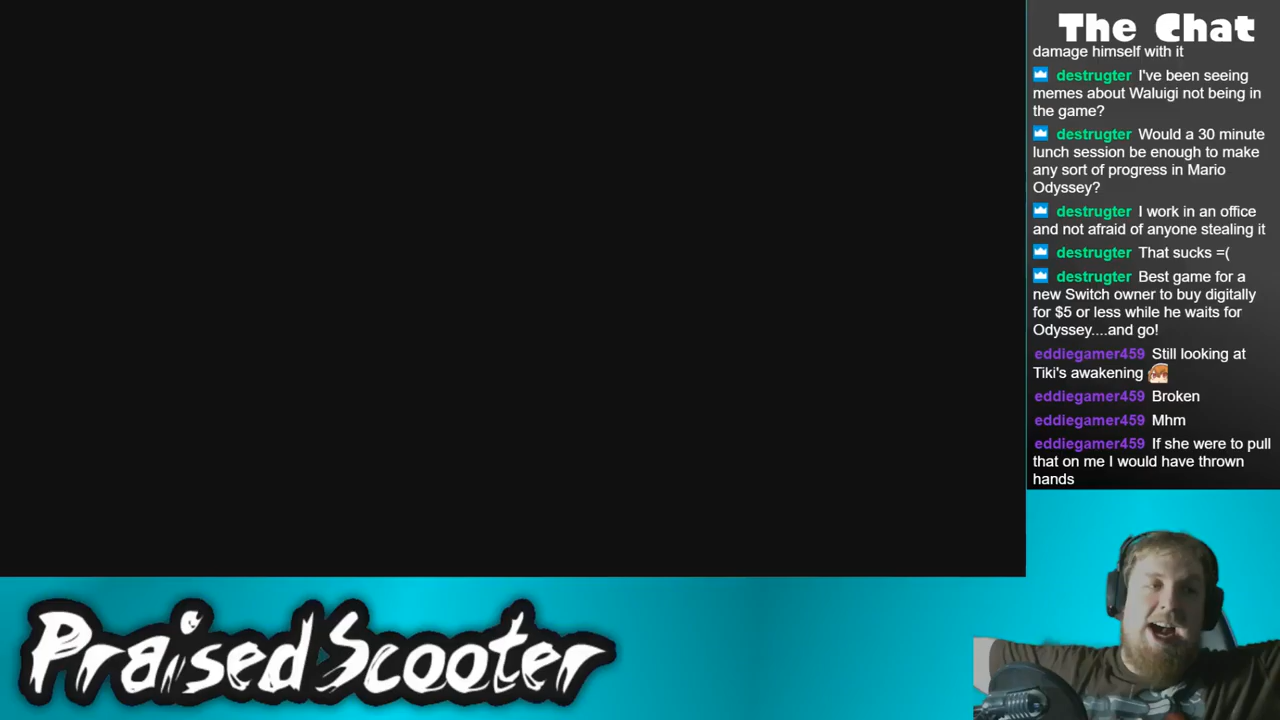 The Chat
damage himself with it
destrugter I've been seeing
memes about Waluigi not being in
the game?
destrugter Would a 30 minute
lunch session be enough to make
any sort of progress in Mario
Odyssey?
destrugter I work in an office
and not afraid of anyone stealing it
destrugter That sucks =(
destrugter Best game for a
new Switch owner to buy digitally
for $5 or less while he waits for
Odyssey....and go!
eddiegamer459 Still looking at
Tiki's awakening
eddiegamer459 Broken
eddiegamer459 Mhm
eddiegamer459 If she were to pull
that on me I would have thrown
hands
PraisedScooter